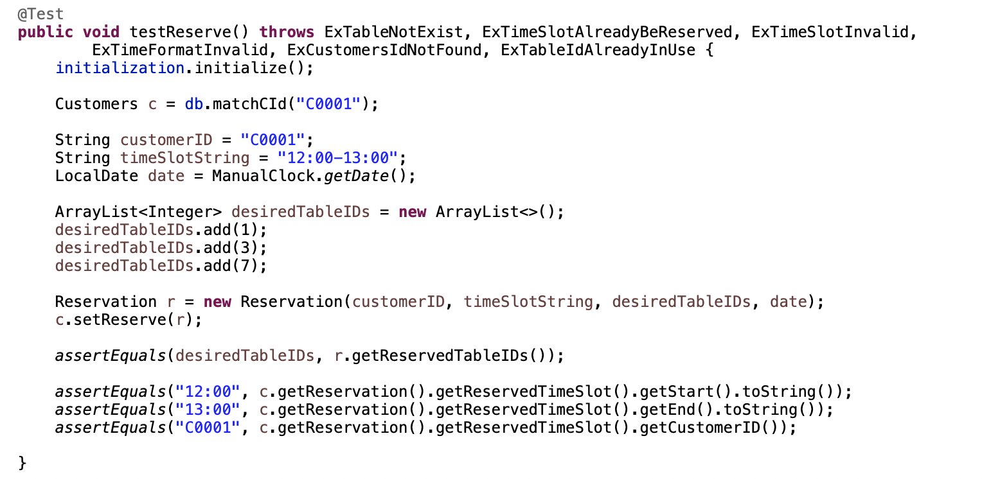 @Test
public void testReserve() throws ExTableNotExist, ExTimeSlotAlreadyBeReserved, ExTimeSlotInvalid,
        ExTimeFormatInvalid, ExCustomersIdNotFound, ExTableIdAlreadyInUse {
    initialization.initialize();

    Customers c = db.matchCId("C0001");

    String customerID = "C0001";
    String timeSlotString = "12:00-13:00";
    LocalDate date = ManualClock.getDate();

    ArrayList<Integer> desiredTableIDs = new ArrayList<>();
    desiredTableIDs.add(1);
    desiredTableIDs.add(3);
    desiredTableIDs.add(7);

    Reservation r = new Reservation(customerID, timeSlotString, desiredTableIDs, date);
    c.setReserve(r);

    assertEquals(desiredTableIDs, r.getReservedTableIDs());

    assertEquals("12:00", c.getReservation().getReservedTimeSlot().getStart().toString());
    assertEquals("13:00", c.getReservation().getReservedTimeSlot().getEnd().toString());
    assertEquals("C0001", c.getReservation().getReservedTimeSlot().getCustomerID());

}